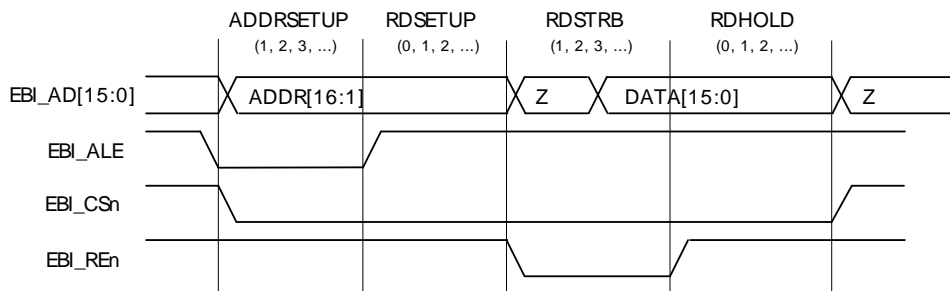 ADDRSETUP RDSETUP RDSTRB RDHOLD
(1, 2, 3, ...) (0, 1, 2, ...) (1, 2, 3, ...) (0, 1, 2, ...)
EBI_AD[15:0] ADDR[16:1] Z DATA[15:0] Z
EBI_ALE
EBI_CSn
EBI_REn